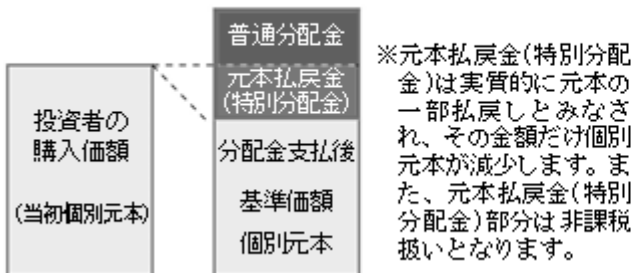 普通分配金
元本払戻金
(特別分配金)
投資者の
購入価額
(当初個別元本)
分配金支払後
基準価額
個別元本
※元本払戻金(特別分配
金)は実質的に元本の
一部払戻しとみなさ
れ、その金額だけ個別
元本が減少します。ま
た、元本払戻金(特別
分配金)部分は非課税
扱いとなります。